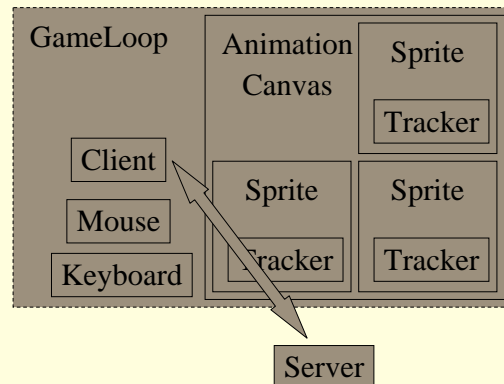 GameLoop
Animation
Canvas
Sprite
Tracker
Client
Mouse
Keyboard
Sprite
Tracker
Sprite
Tracker
Server